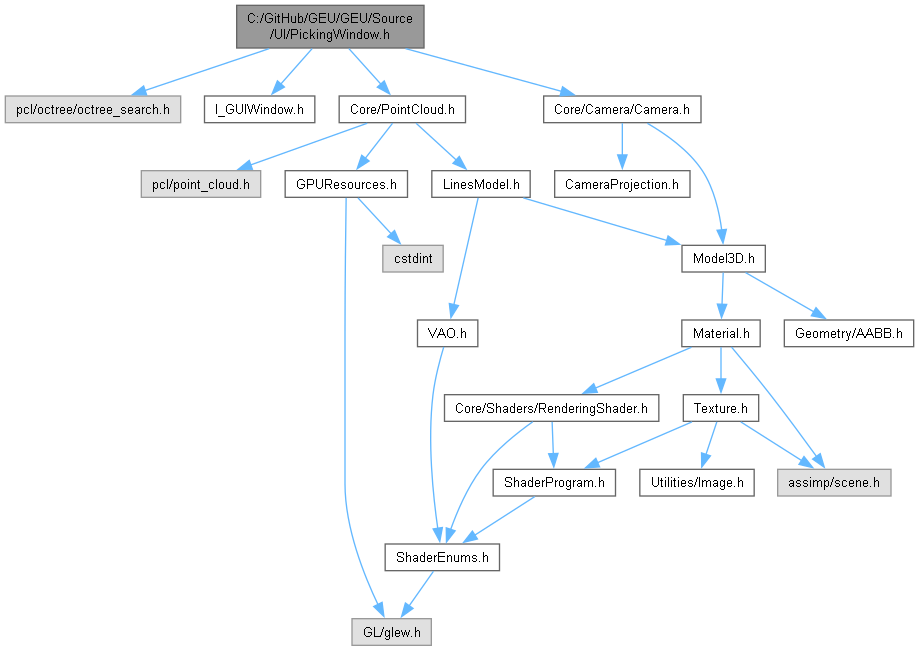 C:/GitHub/GEU/GEU/Source
/UI/PickingWindow.h
pcl/octree/octree_search.h
I_GUIWindow.h
Core/PointCloud.h
Core/Camera/Camera.h
pcl/point_cloud.h
GPUResources.h
LinesModel.h
CameraProjection.h
cstdint
Model3D.h
VAO.h
Material.h
Geometry/AABB.h
Core/Shaders/RenderingShader.h
Texture.h
ShaderProgram.h
Utilities/Image.h
assimp/scene.h
ShaderEnums.h
GL/glew.h